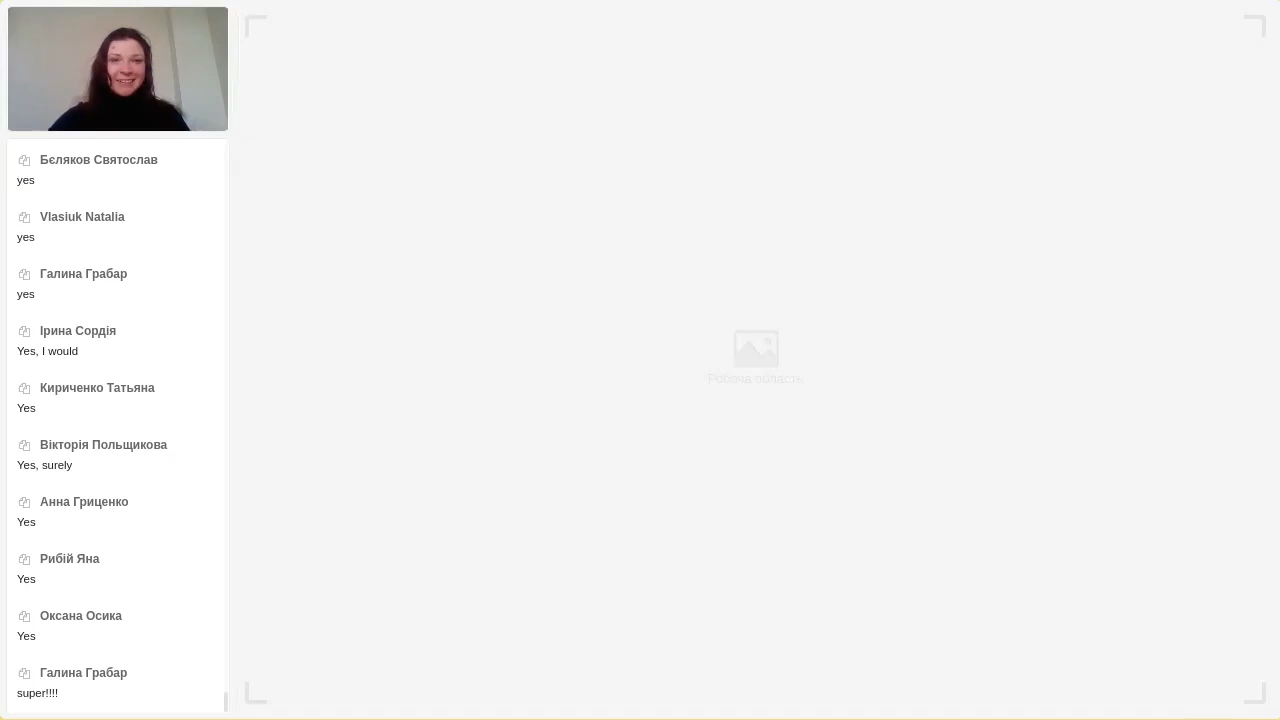 Бєляков Святослав
yes
Vlasiuk Natalia
yes
Галина Грабар
yes
Ірина Сордія
Yes, I would
Кириченко Татьяна
Yes
Вікторія Польщикова
Yes, surely
Анна Гриценко
Yes
Рибій Яна
Yes
Оксана Осика
Yes
Галина Грабар
super!!!!
Робоча область